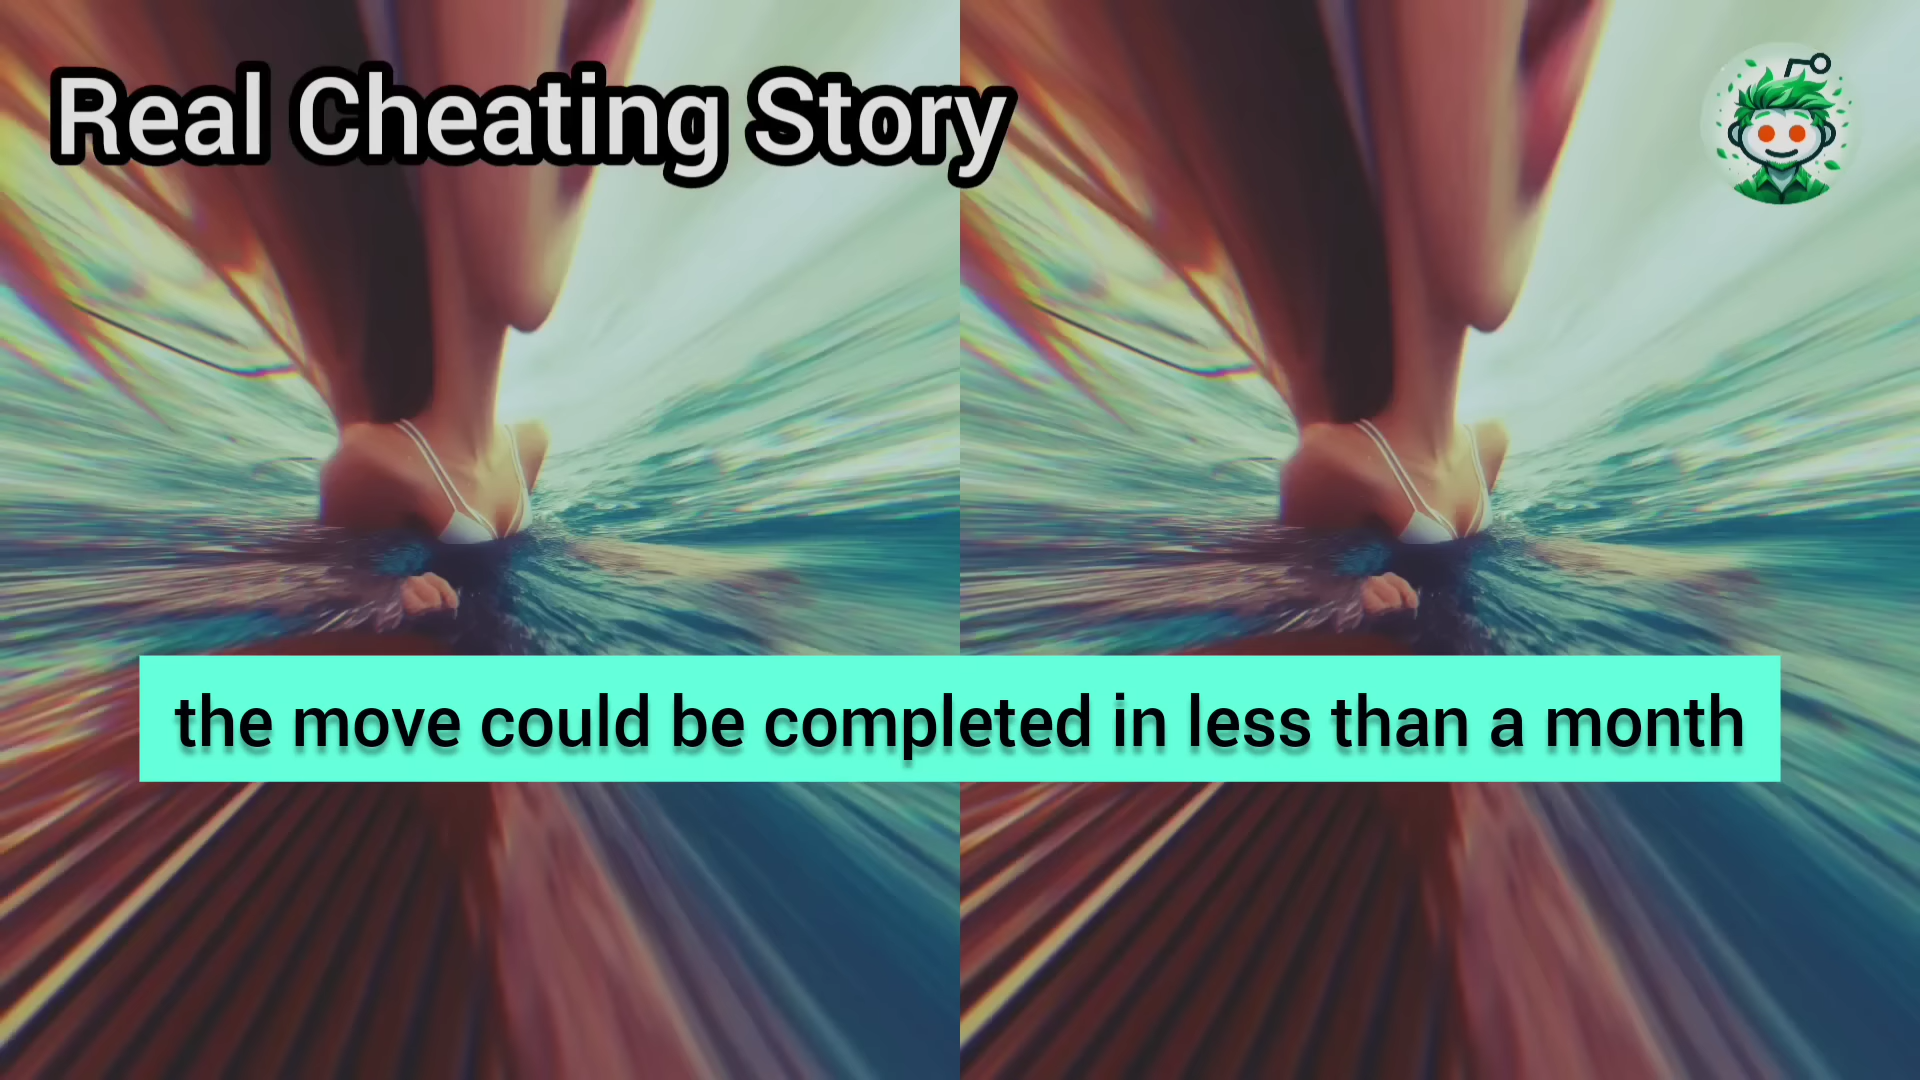 Real Cheating Story
the move could be completed in less than a month